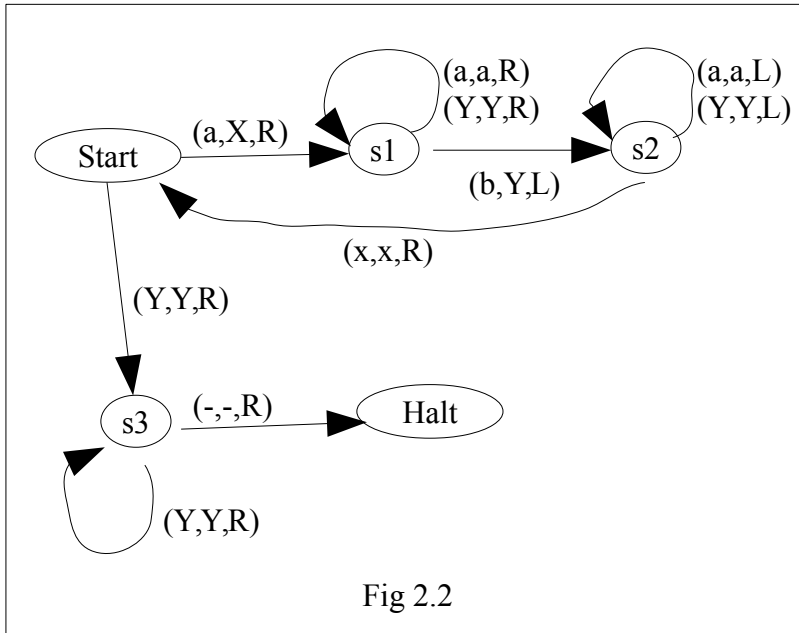 (a,a,R)
(Y,Y,R)
(a,a,L)
(Y,Y,L)
(a,X,R)
Start
s1
s2
(b,Y,L)
(x,x,R)
(Y,Y,R)
(-,-,R)
s3
Halt
(Y,Y,R)
Fig 2.2